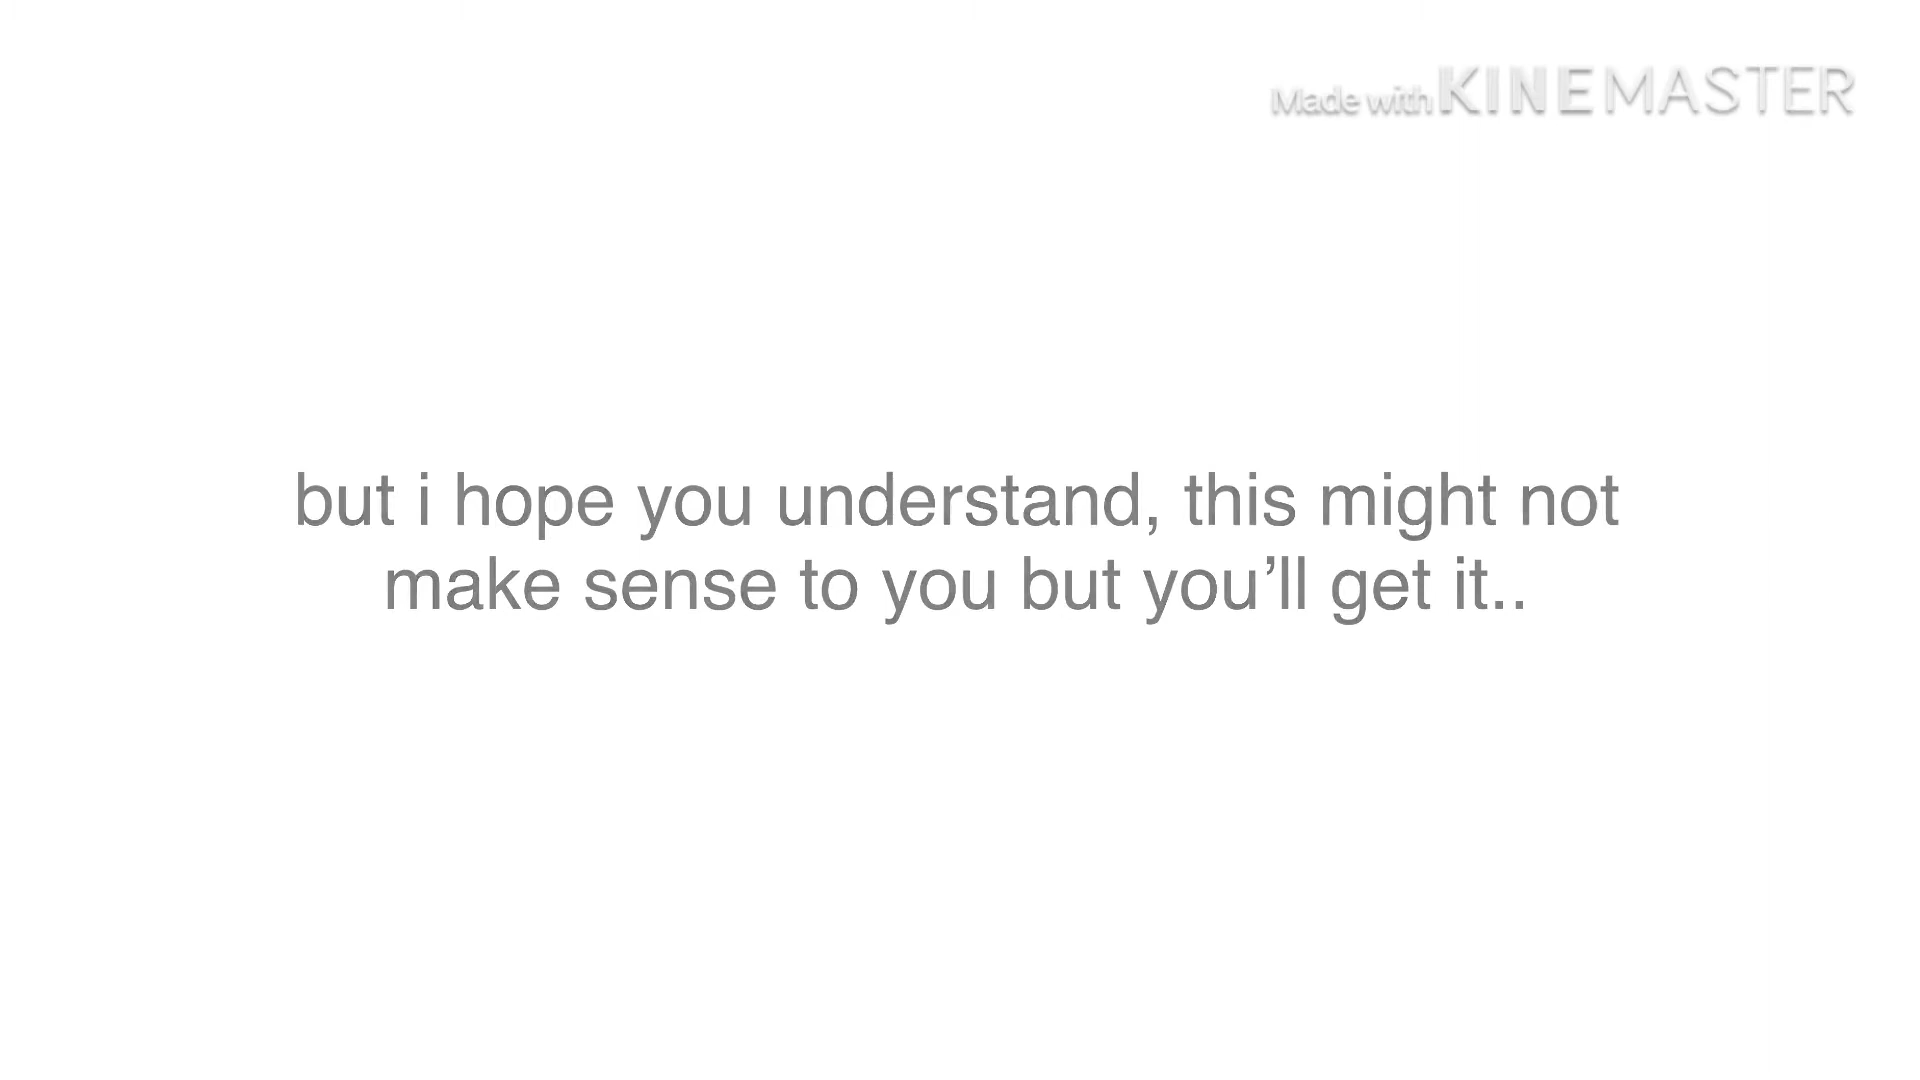 Made with KINEMASTER
but i hope you understand, this might not
make sense to you but you’ll get it..